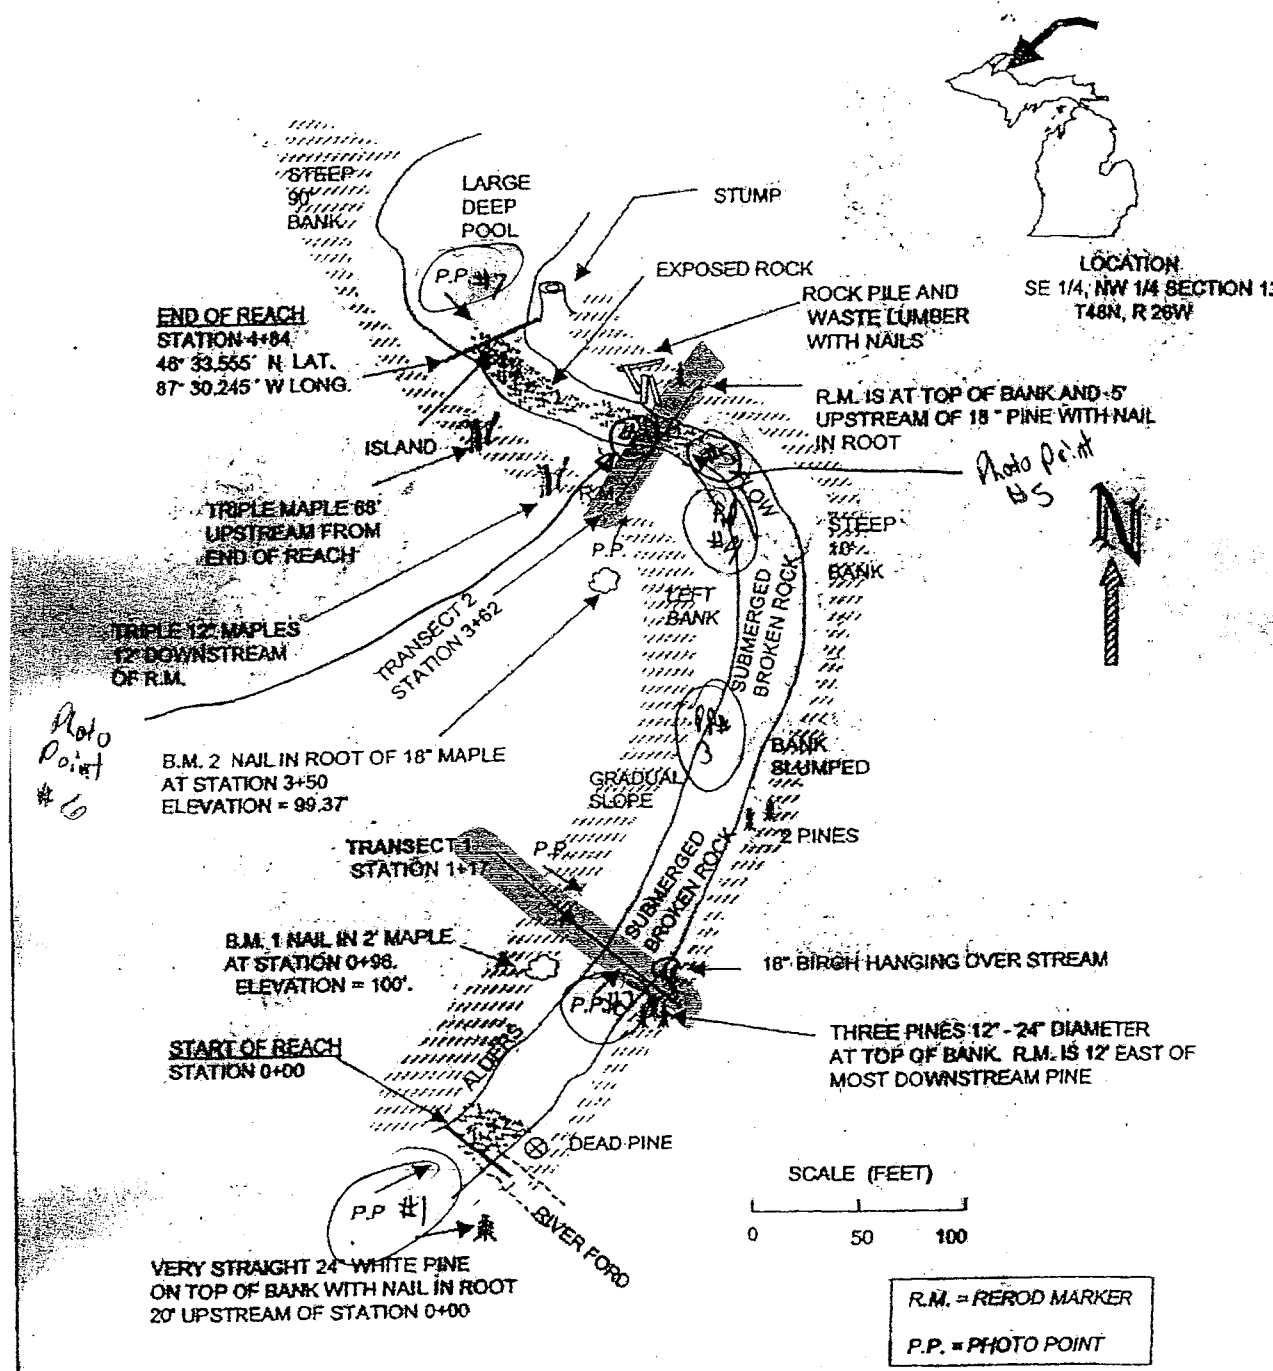 STEEP
90'
BANK
LARGE
DEEP
POOL
STUMP
P.P. #7
EXPOSED ROCK
ROCK PILE AND
WASTE LUMBER
WITH NAILS
LOCATION
SE 1/4, NW 1/4 SECTION 13
T48N, R 26W
END OF REACH
STATION 4+84
46° 33.555' N LAT.
87° 30.245' W LONG.
R.M. IS AT TOP OF BANK AND 5'
UPSTREAM OF 18" PINE WITH NAIL
IN ROOT
ISLAND
Photo Point
#5
N
TRIPLE MAPLE 68'
UPSTREAM FROM
END OF REACH
R.M.
P.P.
FLOW
STEEP
10'
BANK
LEFT
BANK
SUBMERGED
BROKEN ROCK
TRIPLE 12" MAPLES
12' DOWNSTREAM
OF R.M.
TRANSECT 2
STATION 3+62
Photo
Point
#6
B.M. 2 NAIL IN ROOT OF 18" MAPLE
AT STATION 3+50
ELEVATION = 99.37'
PP#
3
BANK
SLUMPED
GRADUAL
SLOPE
2 PINES
TRANSECT 1
STATION 1+17
P.P.
SUBMERGED
BROKEN ROCK
B.M. 1 NAIL IN 2' MAPLE
AT STATION 0+98.
ELEVATION = 100'.
18" BIRCH HANGING OVER STREAM
P.P.
THREE PINES 12" - 24" DIAMETER
AT TOP OF BANK. R.M. IS 12' EAST OF
MOST DOWNSTREAM PINE
START OF REACH
STATION 0+00
ALDERS
DEAD PINE
P.P #1
RIVER FORD
SCALE (FEET)
0 50 100
VERY STRAIGHT 24" WHITE PINE
ON TOP OF BANK WITH NAIL IN ROOT
20' UPSTREAM OF STATION 0+00
R.M. = REROD MARKER
P.P. = PHOTO POINT